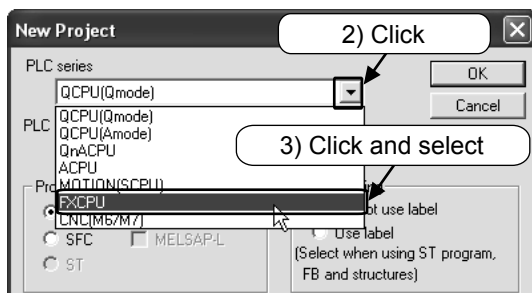 New Project
2) Click
PLC series
QCPU(Qmode)
OK
Cancel
PLC
QCPU(Qmode)
QCPU(Amode)
QnACPU
ACPU
MOTION(SCPU)
FXCPU
CNC(M6/M7)
3) Click and select
SFC
MELSAP-L
ST
ot use label
Use label
(Select when using ST program,
FB and structures)